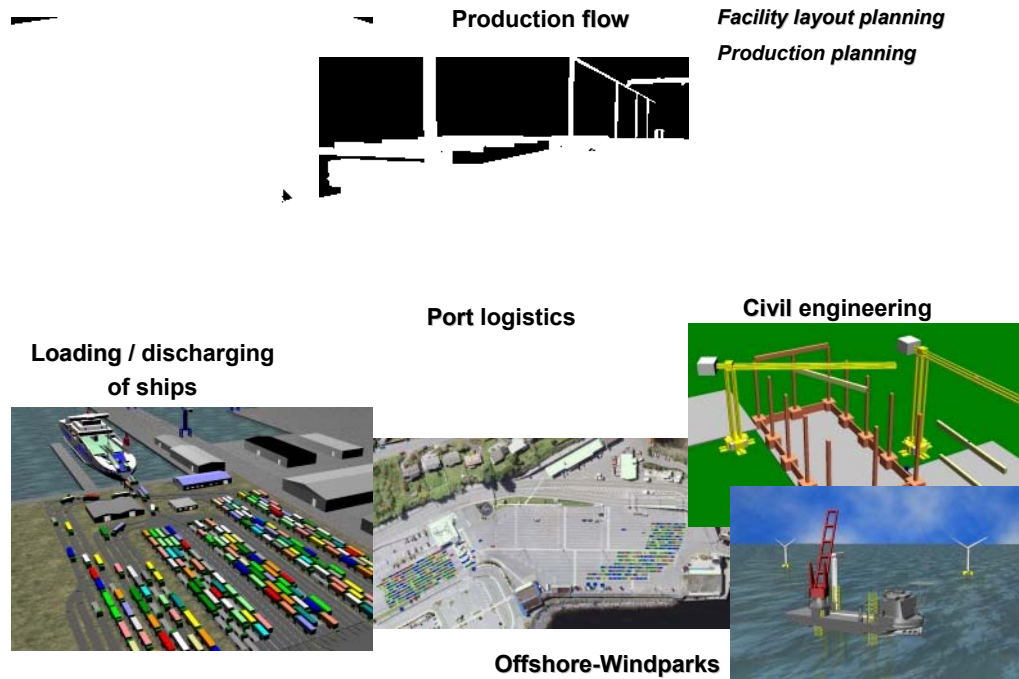 Production flow
Facility layout planning
Production planning
Port logistics
Civil engineering
Loading / discharging
of ships
Offshore-Windparks